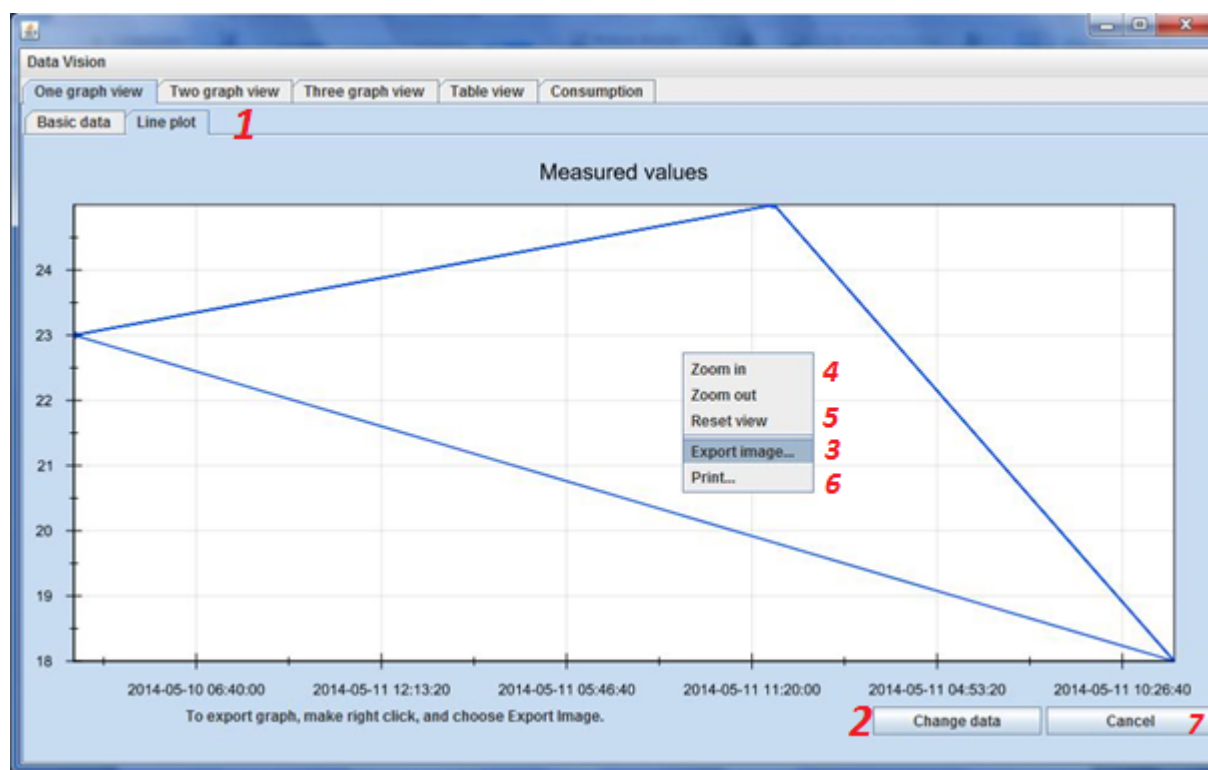 Data Vision
One graph view Two graph view Three graph view Table view Consumption
Basic data Line plot 1
Measured values
24
23
22
21
20
19
18
Zoom in 4
Zoom out
Reset view 5
Export image... 3
Print... 6
2014-05-10 06:40:00 2014-05-11 12:13:20 2014-05-11 05:46:40 2014-05-11 11:20:00 2014-05-11 04:53:20 2014-05-11 10:26:40
To export graph, make right click, and choose Export Image. 2 Change data Cancel 7